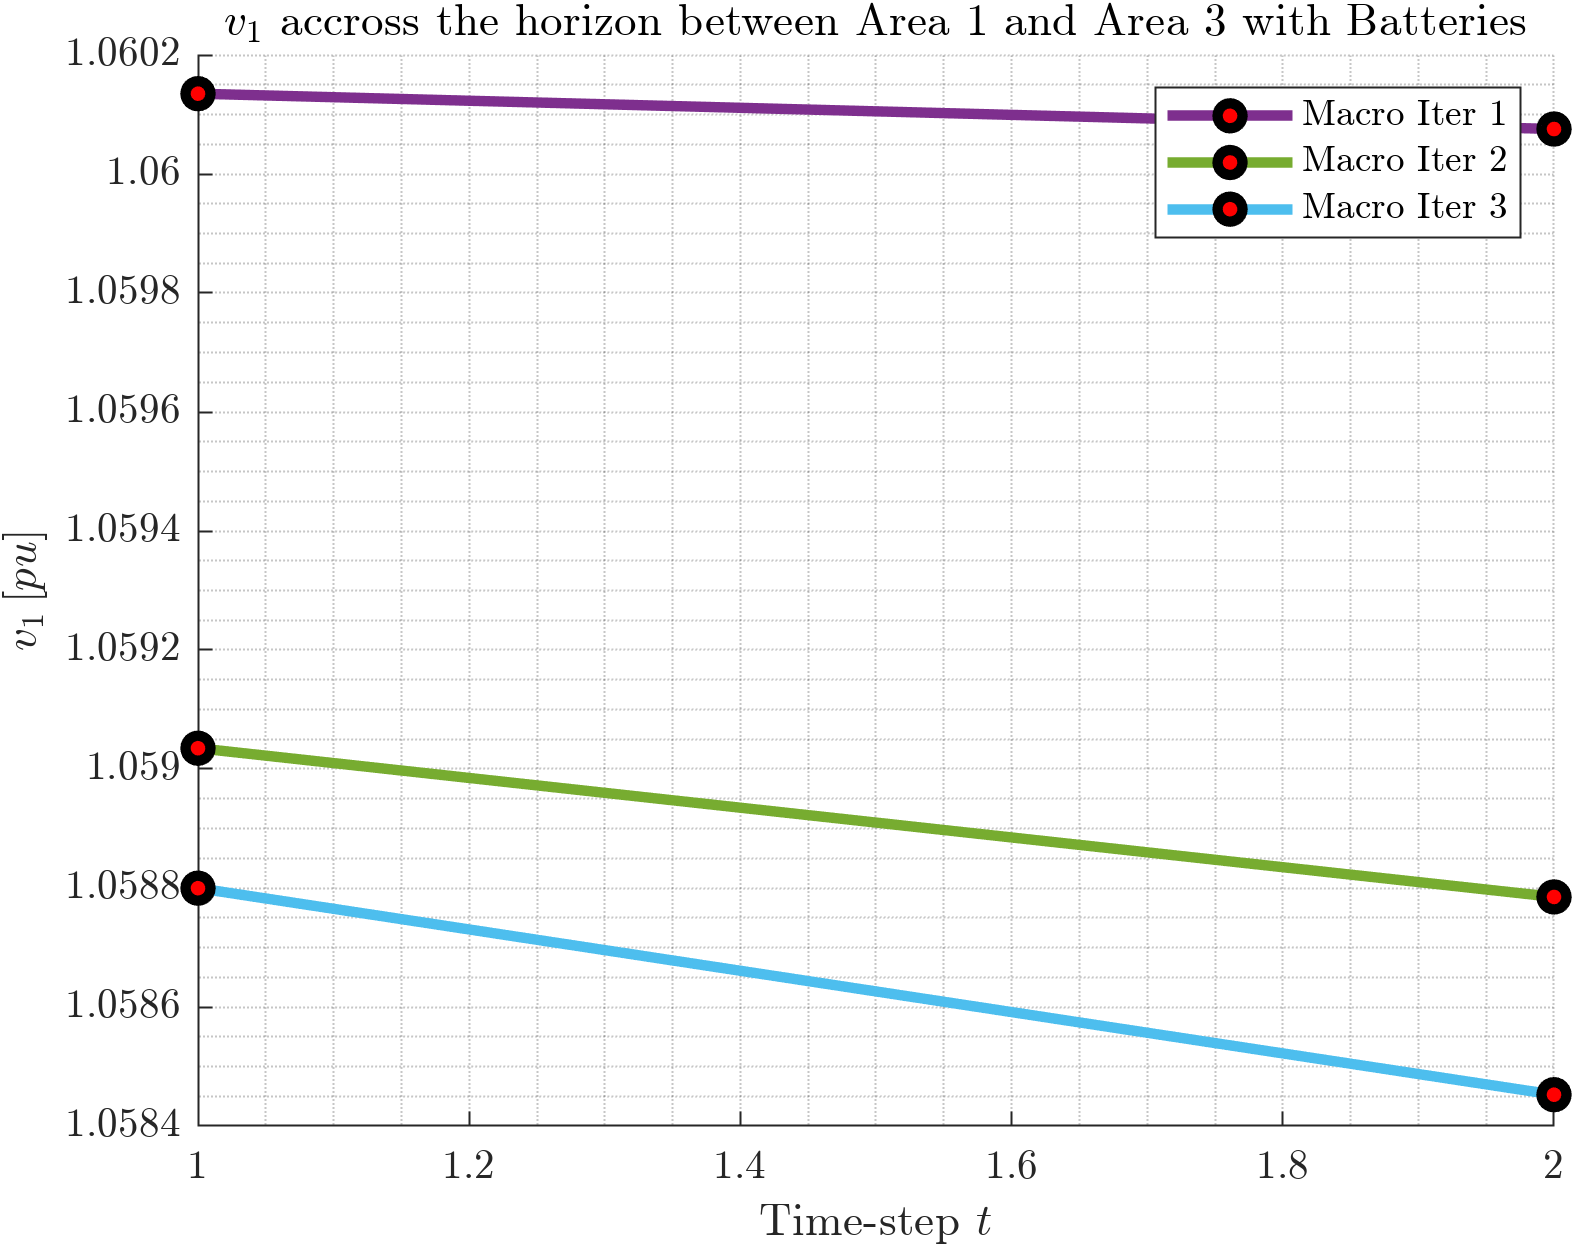 v₁ accross the horizon between Area 1 and Area 3 with Batteries
1.0602
1.06
1.0598
1.0596
1.0594
1.0592
1.059
1.0588
1.0586
1.0584
v₁ [pu]
Macro Iter 1
Macro Iter 2
Macro Iter 3
1 1.2 1.4 1.6 1.8 2
Time-step t